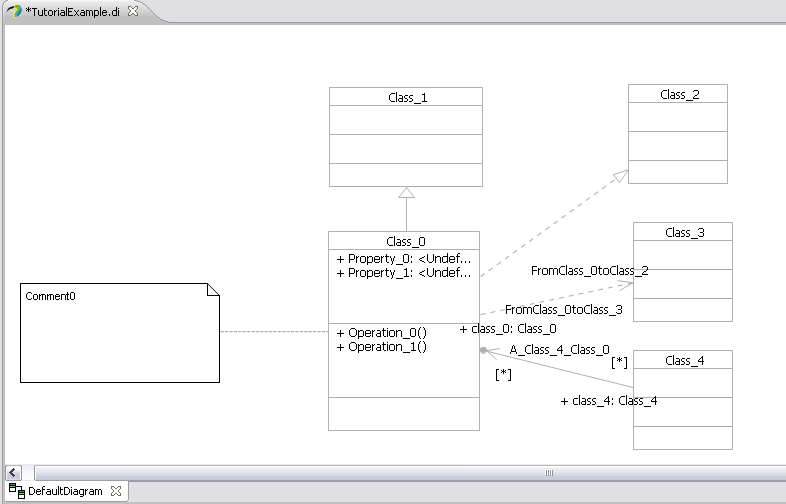 *TutorialExample.di
Class_1
Class_2
Class_0
+ Property_0: <Undef...
+ Property_1: <Undef...
Class_3
FromClass_0toClass_2
Comment0
FromClass_0toClass_3
+ class_0: Class_0
+ Operation_0()
+ Operation_1()
A_Class_4_Class_0
[*]
Class_4
[*]
+ class_4: Class_4
DefaultDiagram